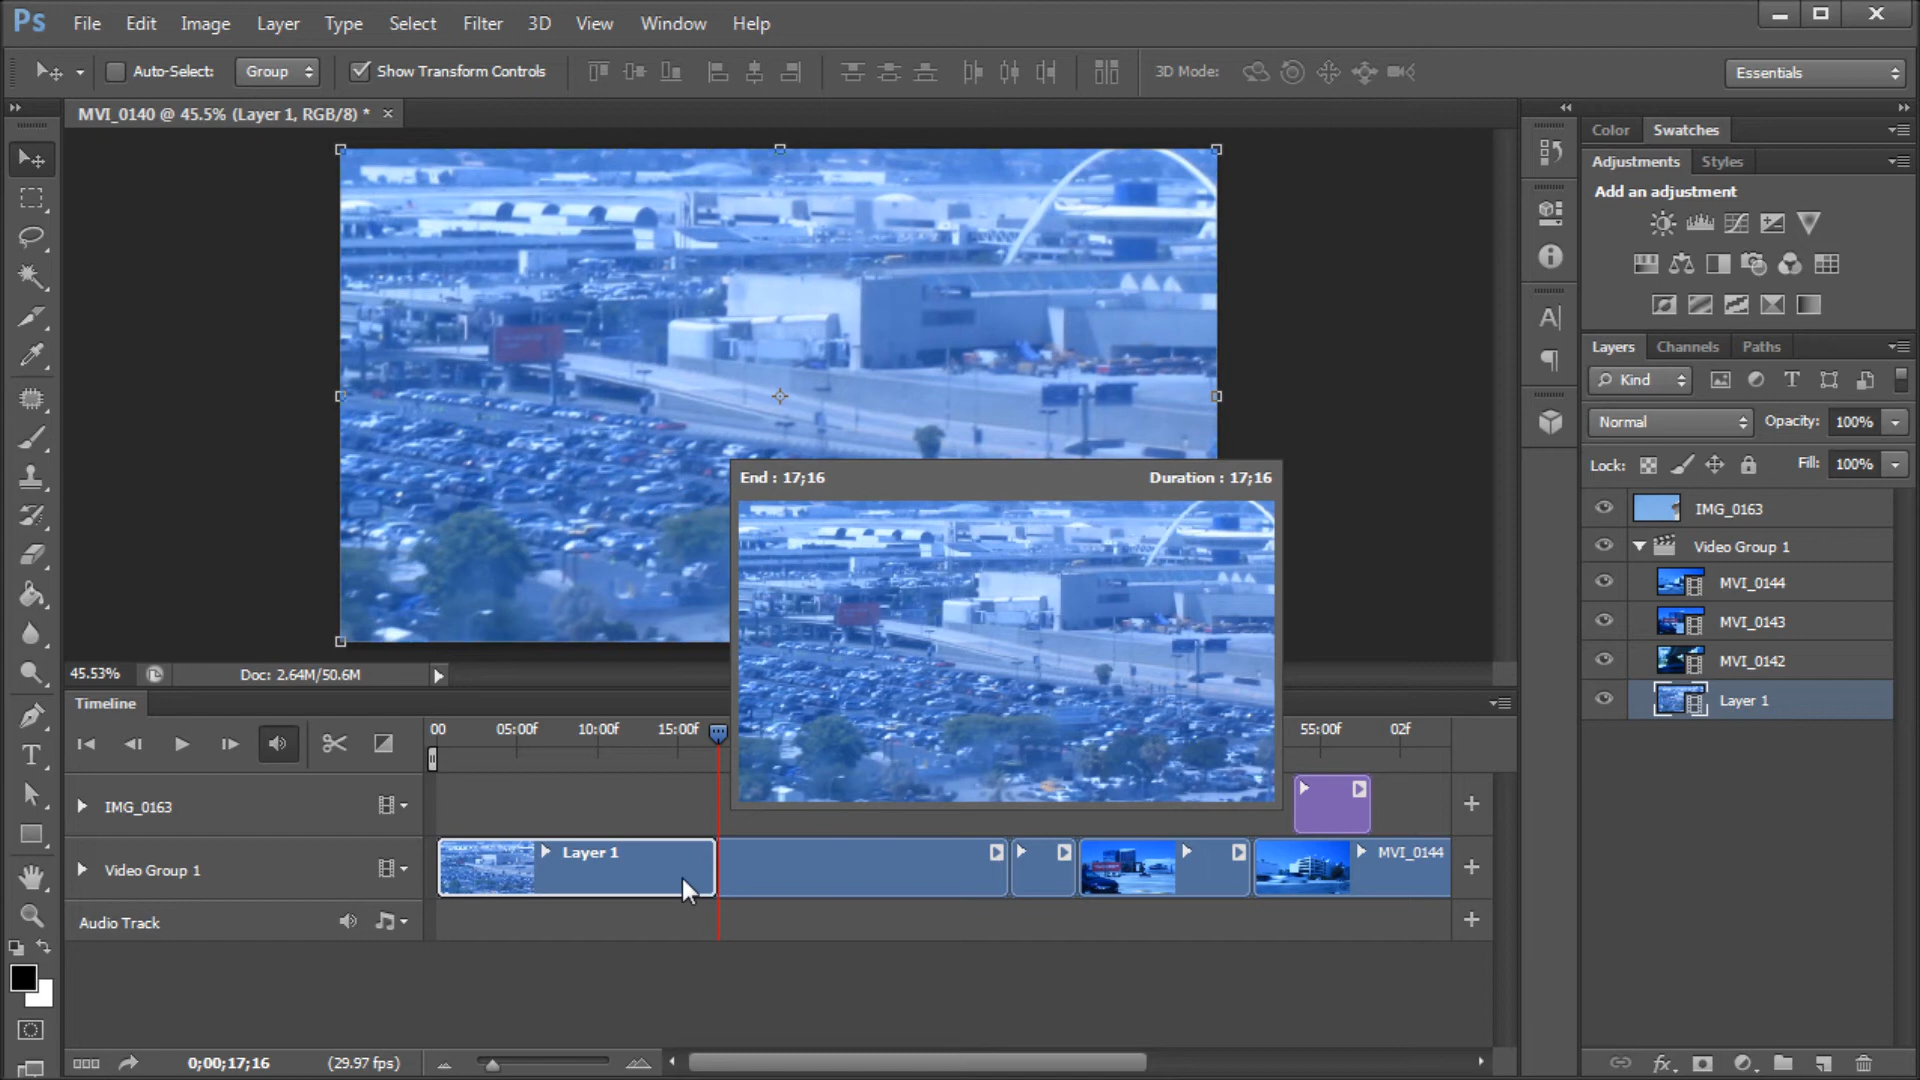 Ps File Edit Image Layer Type Select Filter 3D View Window Help
Auto-Select: Group Show Transform Controls 3D Mode: Essentials
MVI_0140 @ 45.5% (Layer 1, RGB/8) * ×
Color Swatches
Adjustments Styles
Add an adjustment
Layers Channels Paths
Kind
Normal Opacity: 100%
Lock: Fill: 100%
IMG_0163
Video Group 1
MVI_0144
MVI_0143
MVI_0142
Layer 1
End : 17;16 Duration : 17;16
45.53% Doc: 2.64M/50.6M
Timeline
00 05:00f 10:00f 15:00f 55:00f 02f
IMG_0163
Video Group 1 Layer 1 MVI_0144
Audio Track
0;00;17;16 (29.97 fps)